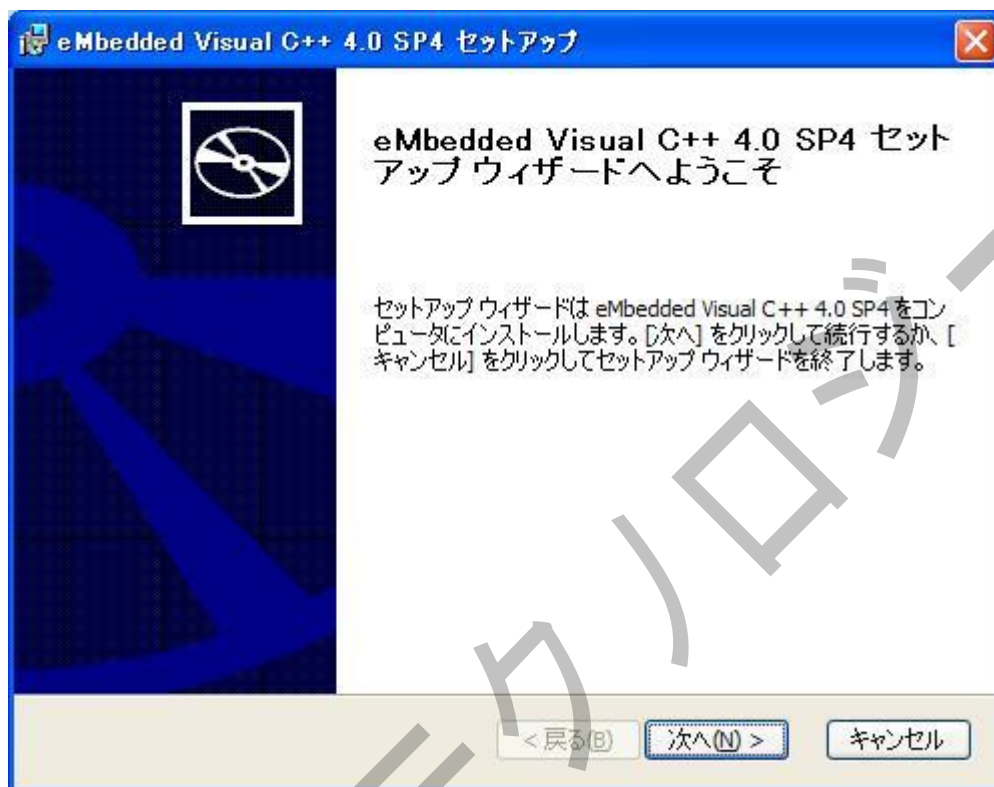 eMbedded Visual C++ 4.0 SP4 セットアップ
eMbedded Visual C++ 4.0 SP4 セット
アップ ウィザードへようこそ
セットアップ ウィザードは eMbedded Visual C++ 4.0 SP4 をコン
ピュータにインストールします。[次へ] をクリックして続行するか、[
キャンセル] をクリックしてセットアップ ウィザードを終了します。
< 戻る(B)
次へ(N) >
キャンセル